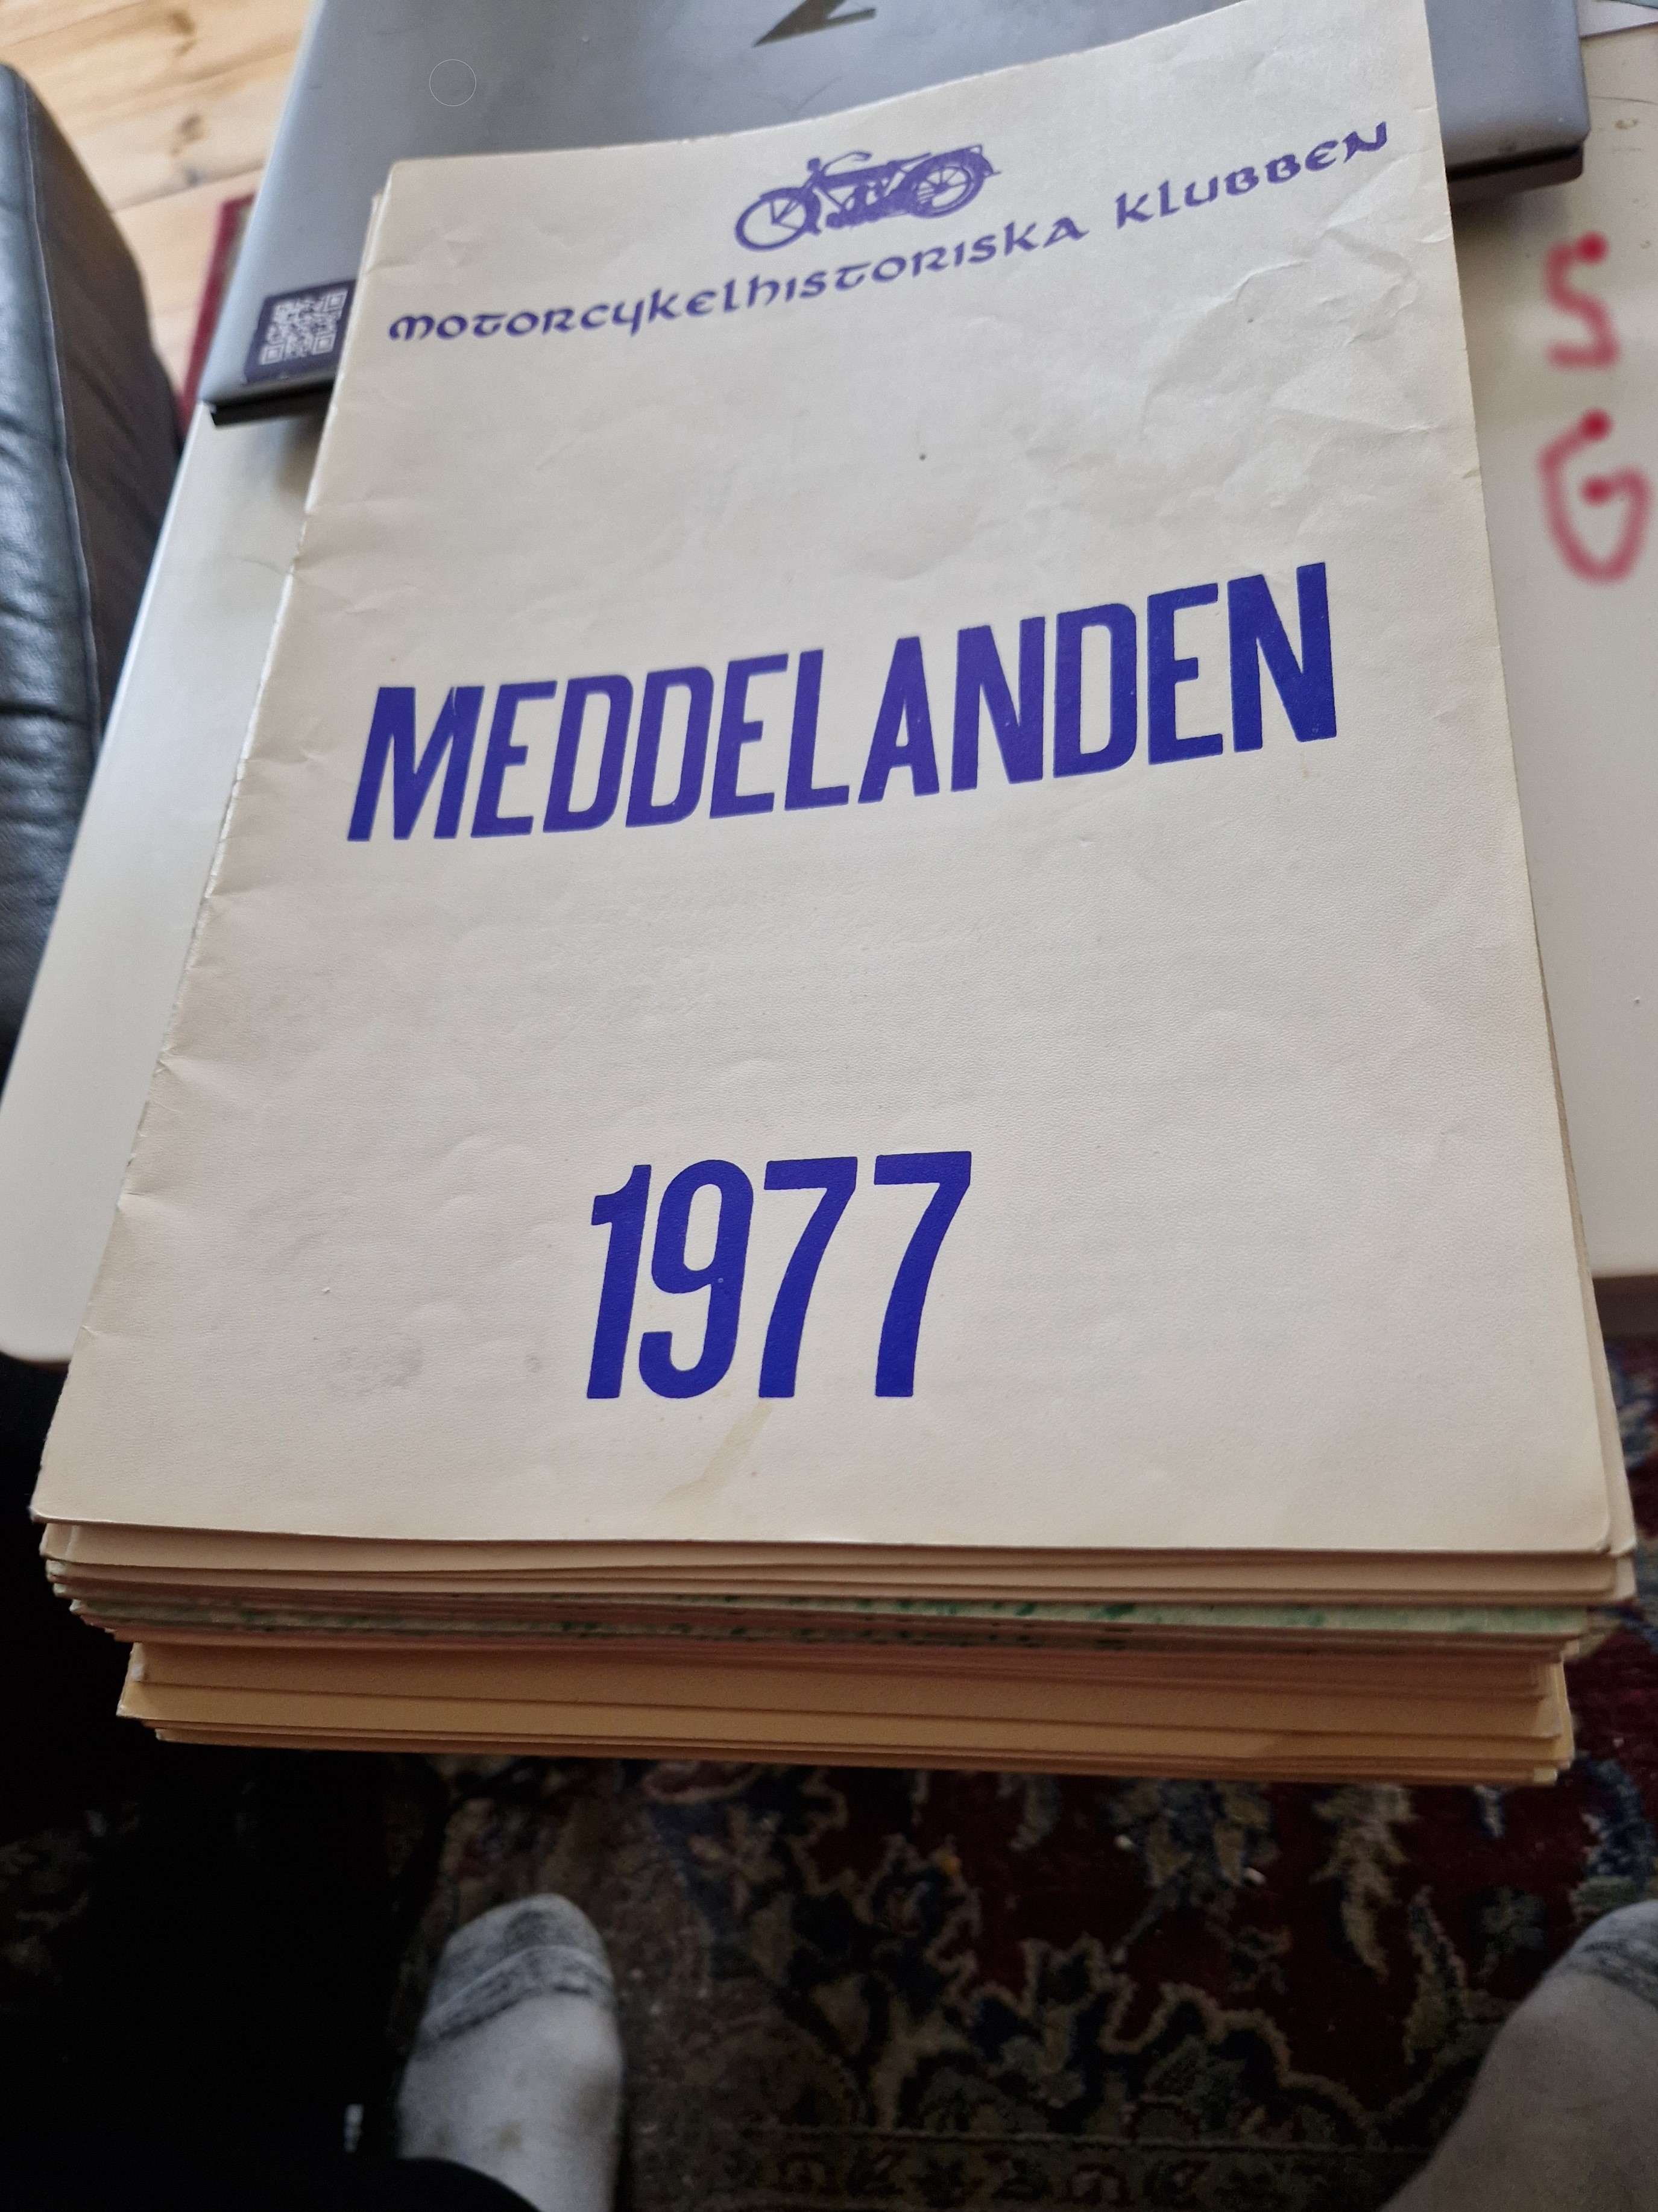 MOTORCYKELHISTORISKA KLUBBEN
MEDDELANDEN
1977
S
G